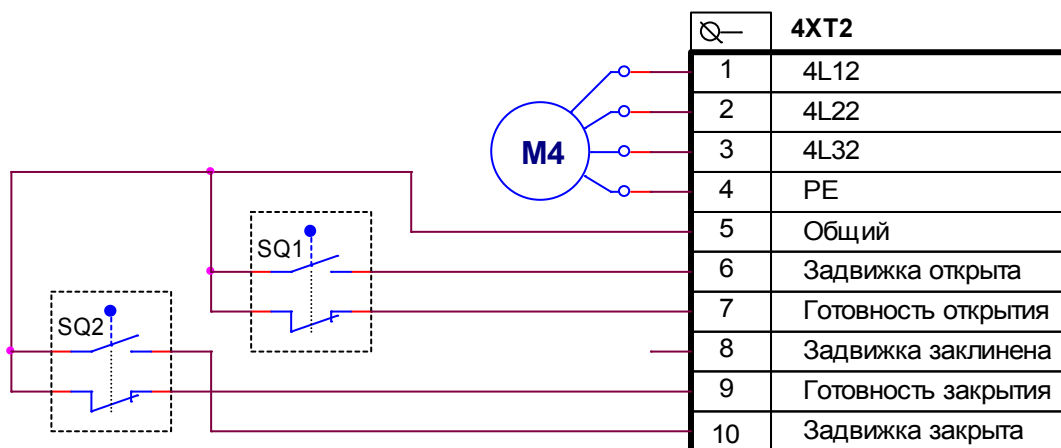 4XT2
1 4L12
2 4L22
3 4L32
4 PE
5 Общий
6 Задвижка открыта
7 Готовность открытия
8 Задвижка заклинена
9 Готовность закрытия
10 Задвижка закрыта
M4
SQ1
SQ2